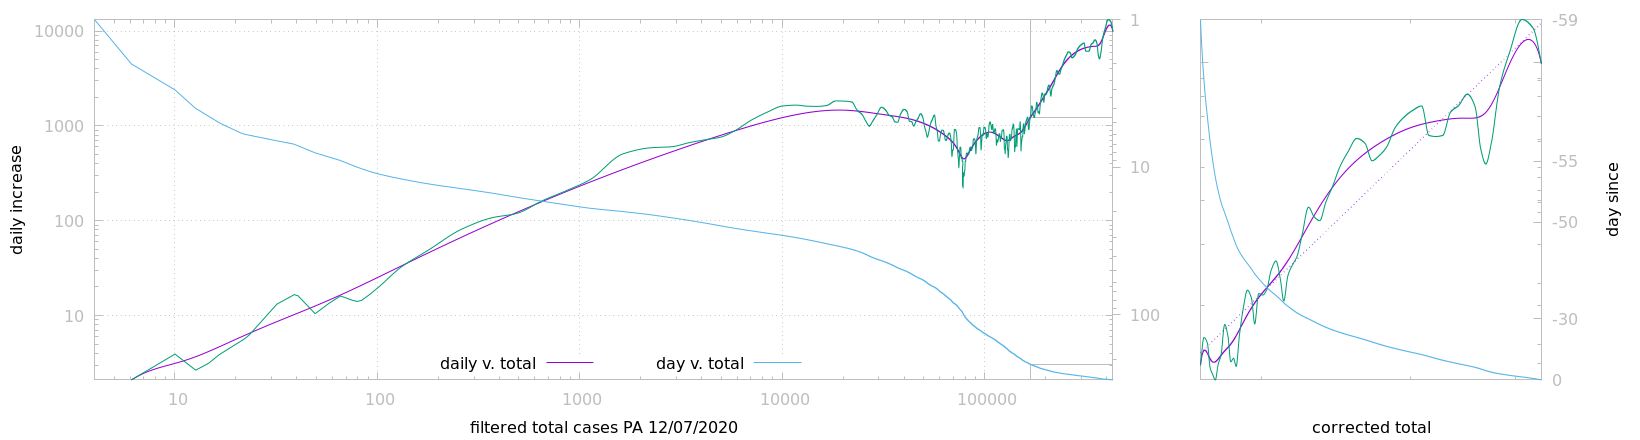 10000
1000
100
10
daily increase
10
100
1000
10000
100000
filtered total cases PA 12/07/2020
daily v. total
day v. total
1
10
100
-59
-55
-50
-30
0
day since
corrected total